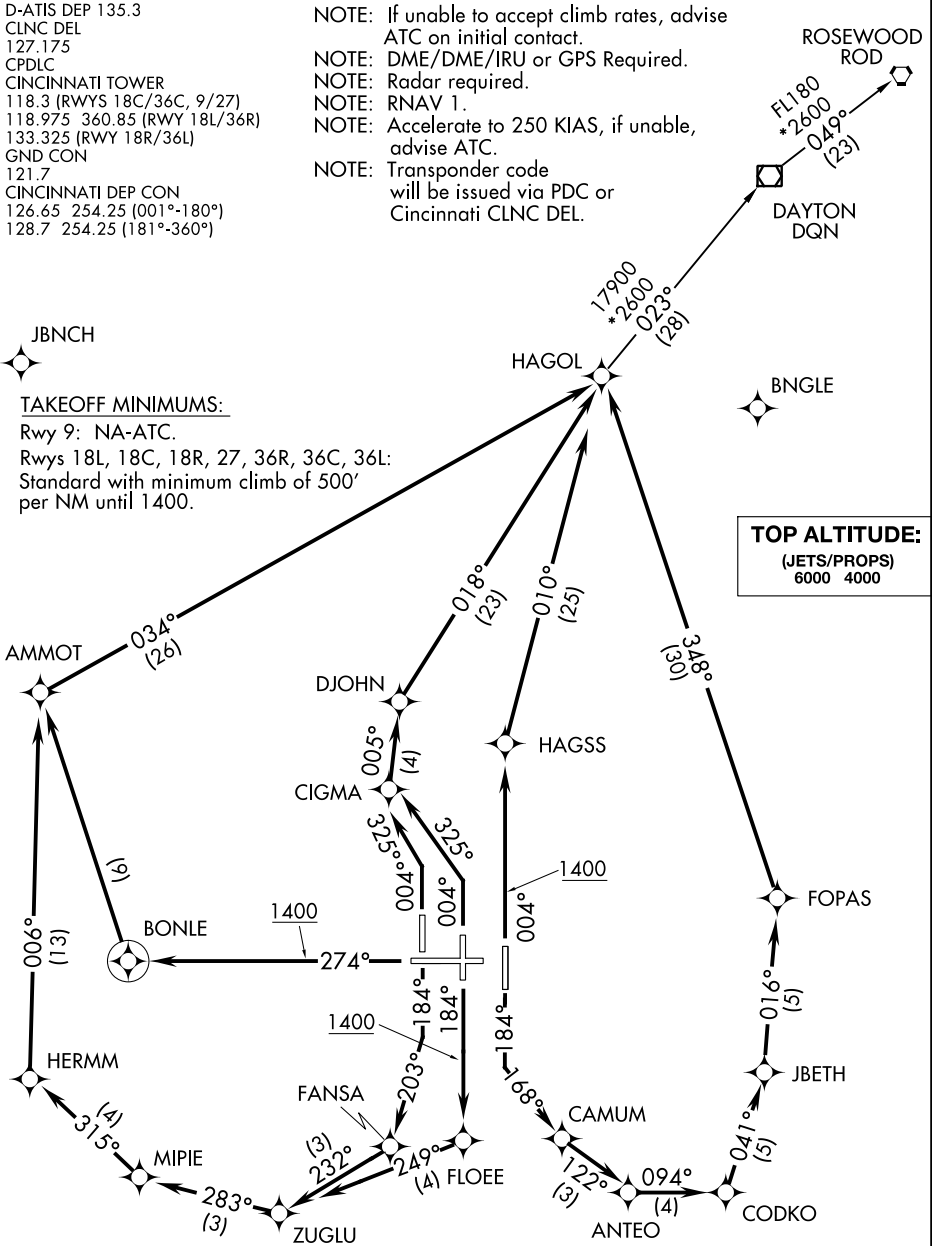 D-ATIS DEP 135.3
CLNC DEL
127.175
CPDLC
CINCINNATI TOWER
118.3 (RWYS 18C/36C, 9/27)
118.975 360.85 (RWY 18L/36R)
133.325 (RWY 18R/36L)
GND CON
121.7
CINCINNATI DEP CON
126.65 254.25 (001°-180°)
128.7 254.25 (181°-360°)
NOTE: If unable to accept climb rates, advise
ATC on initial contact.
NOTE: DME/DME/IRU or GPS Required.
NOTE: Radar required.
NOTE: RNAV 1.
NOTE: Accelerate to 250 KIAS, if unable,
advise ATC.
NOTE: Transponder code
will be issued via PDC or
Cincinnati CLNC DEL.
ROSEWOOD
ROD
FL180
*2600
049°
(23)
DAYTON
DQN
17900
*2600
023°
(28)
JBNCH
HAGOL
BNGLE
TAKEOFF MINIMUMS:
Rwy 9: NA-ATC.
Rwys 18L, 18C, 18R, 27, 36R, 36C, 36L:
Standard with minimum climb of 500'
per NM until 1400.
TOP ALTITUDE:
(JETS/PROPS)
6000 4000
034°
(26)
018°
(23)
010°
(25)
348°
(30)
AMMOT
DJOHN
HAGSS
005°
(4)
CIGMA
325°
325°
004°
004°
004°
1400
(9)
FOPAS
BONLE
1400
274°
006°
(13)
184°
184°
184°
1400
016°
(5)
HERMM
203°
168°
JBETH
FANSA
CAMUM
(4)
315°
(3)
232°
249°
(4)
FLOEE
122°
(3)
041°
(5)
MIPIE
094°
(4)
283°
(3)
ZUGLU
ANTEO
CODKO